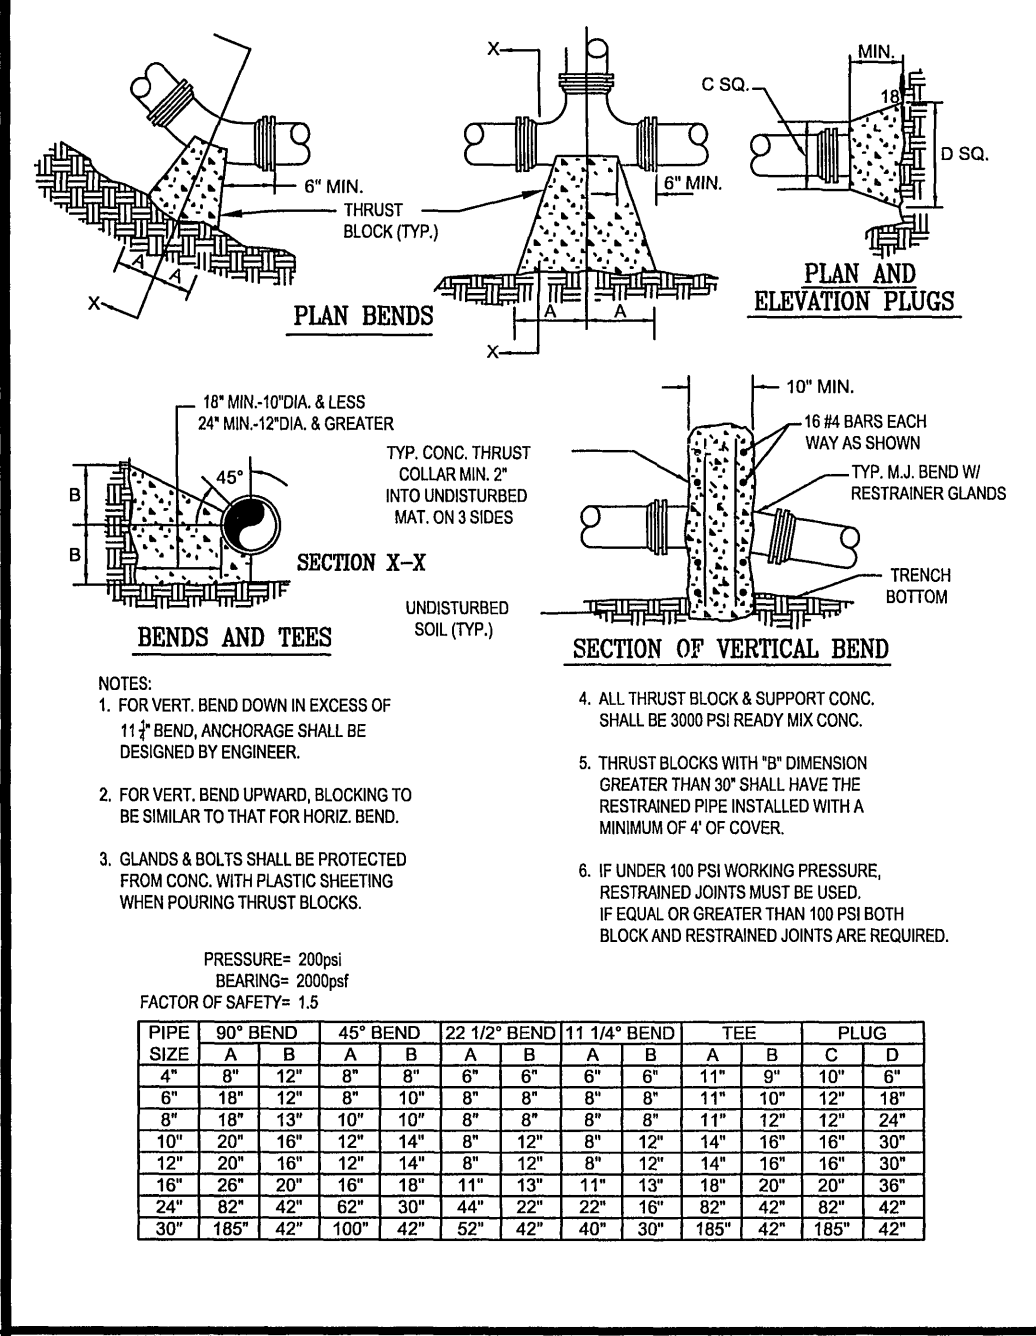 X
6" MIN.
THRUST
BLOCK (TYP.)
A
A
X
PLAN BENDS
X
6" MIN.
A
A
X
MIN.
C SQ.
18"
D SQ.
PLAN AND
ELEVATION PLUGS
18" MIN.-10"DIA. & LESS
24" MIN.-12"DIA. & GREATER
45°
B
B
SECTION X-X
BENDS AND TEES
TYP. CONC. THRUST
COLLAR MIN. 2"
INTO UNDISTURBED
MAT. ON 3 SIDES
UNDISTURBED
SOIL (TYP.)
10" MIN.
16 #4 BARS EACH
WAY AS SHOWN
TYP. M.J. BEND W/
RESTRAINER GLANDS
TRENCH
BOTTOM
SECTION OF VERTICAL BEND
NOTES:
1. FOR VERT. BEND DOWN IN EXCESS OF
11 1/4" BEND, ANCHORAGE SHALL BE
DESIGNED BY ENGINEER.
2. FOR VERT. BEND UPWARD, BLOCKING TO
BE SIMILAR TO THAT FOR HORIZ. BEND.
3. GLANDS & BOLTS SHALL BE PROTECTED
FROM CONC. WITH PLASTIC SHEETING
WHEN POURING THRUST BLOCKS.
4. ALL THRUST BLOCK & SUPPORT CONC.
SHALL BE 3000 PSI READY MIX CONC.
5. THRUST BLOCKS WITH "B" DIMENSION
GREATER THAN 30" SHALL HAVE THE
RESTRAINED PIPE INSTALLED WITH A
MINIMUM OF 4' OF COVER.
6. IF UNDER 100 PSI WORKING PRESSURE,
RESTRAINED JOINTS MUST BE USED.
IF EQUAL OR GREATER THAN 100 PSI BOTH
BLOCK AND RESTRAINED JOINTS ARE REQUIRED.
PRESSURE= 200psi
BEARING= 2000psf
FACTOR OF SAFETY= 1.5
PIPE 90° BEND 45° BEND 22 1/2° BEND 11 1/4° BEND TEE PLUG
SIZE A B A B A B A B A B C D
4" 8" 12" 8" 8" 6" 6" 6" 6" 11" 9" 10" 6"
6" 18" 12" 8" 10" 8" 8" 8" 8" 11" 10" 12" 18"
8" 18" 13" 10" 10" 8" 8" 8" 8" 11" 12" 12" 24"
10" 20" 16" 12" 14" 8" 12" 8" 12" 14" 16" 16" 30"
12" 20" 16" 12" 14" 8" 12" 8" 12" 14" 16" 16" 30"
16" 26" 20" 16" 18" 11" 13" 11" 13" 18" 20" 20" 36"
24" 82" 42" 62" 30" 44" 22" 22" 16" 82" 42" 82" 42"
30" 185" 42" 100" 42" 52" 42" 40" 30" 185" 42" 185" 42"